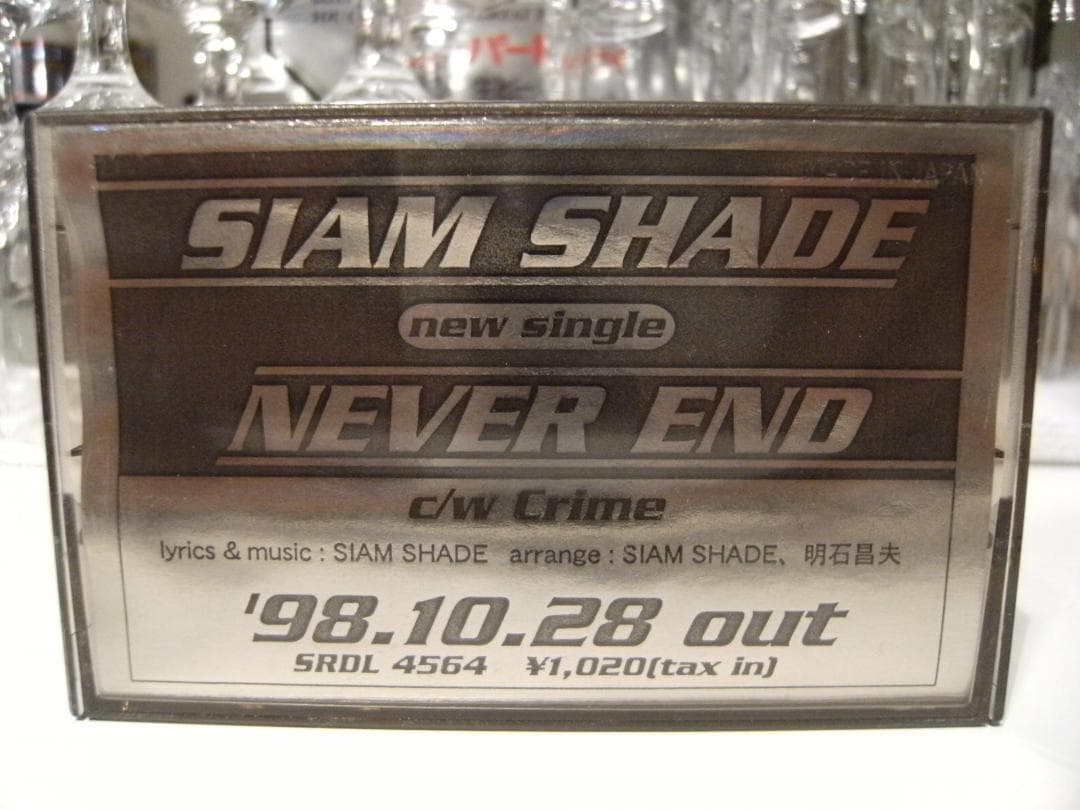 SIAM SHADE
new single
NEVER END
c/w Crime
lyrics & music : SIAM SHADE   arrange : SIAM SHADE、明石昌夫
'98.10.28 out
SRDL 4564   ¥1,020(tax in)